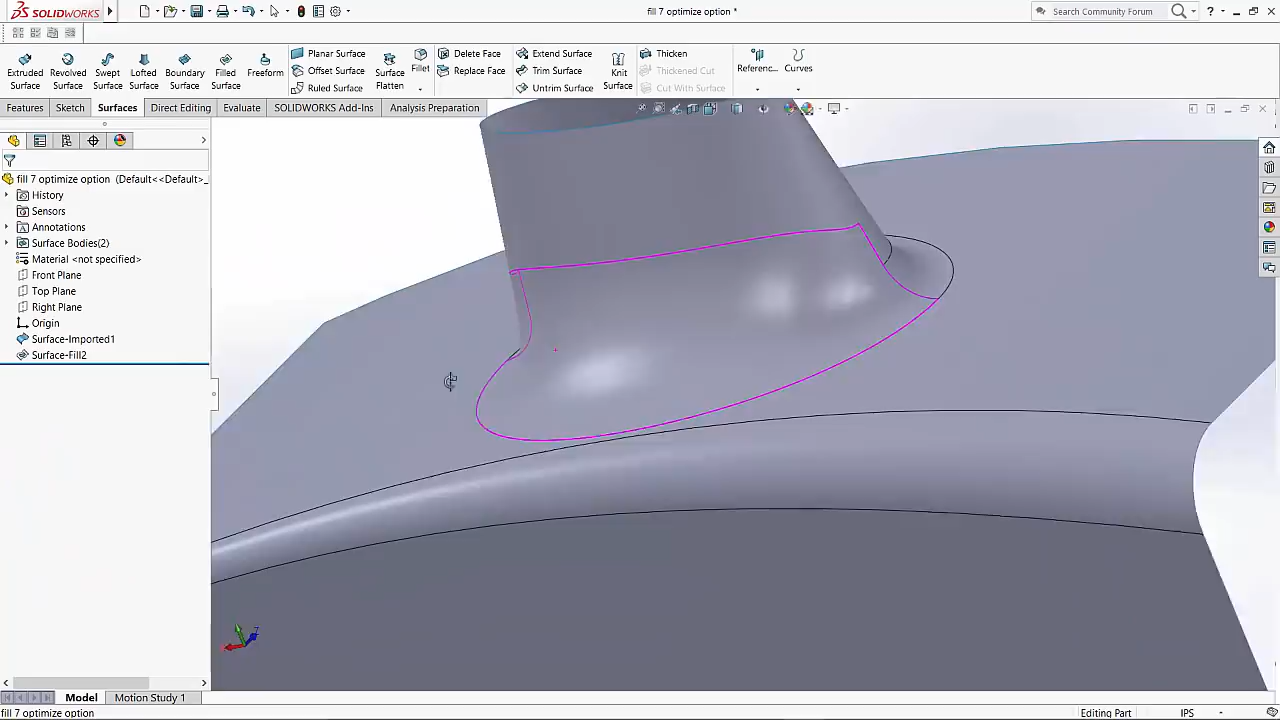 SOLIDWORKS
fill 7 optimize option *
Search Community Forum
?
Extruded Surface
Revolved Surface
Swept Surface
Lofted Surface
Boundary Surface
Filled Surface
Freeform
Planar Surface
Offset Surface
Ruled Surface
Surface Flatten
Fillet
Delete Face
Replace Face
Extend Surface
Trim Surface
Untrim Surface
Knit Surface
Thicken
Thickened Cut
Cut With Surface
Referenc...
Curves
Features
Sketch
Surfaces
Direct Editing
Evaluate
SOLIDWORKS Add-Ins
Analysis Preparation
fill 7 optimize option (Default<<Default>_
History
Sensors
Annotations
Surface Bodies(2)
Material <not specified>
Front Plane
Top Plane
Right Plane
Origin
Surface-Imported1
Surface-Fill2
Z
Model
Motion Study 1
fill 7 optimize option
Editing Part
IPS